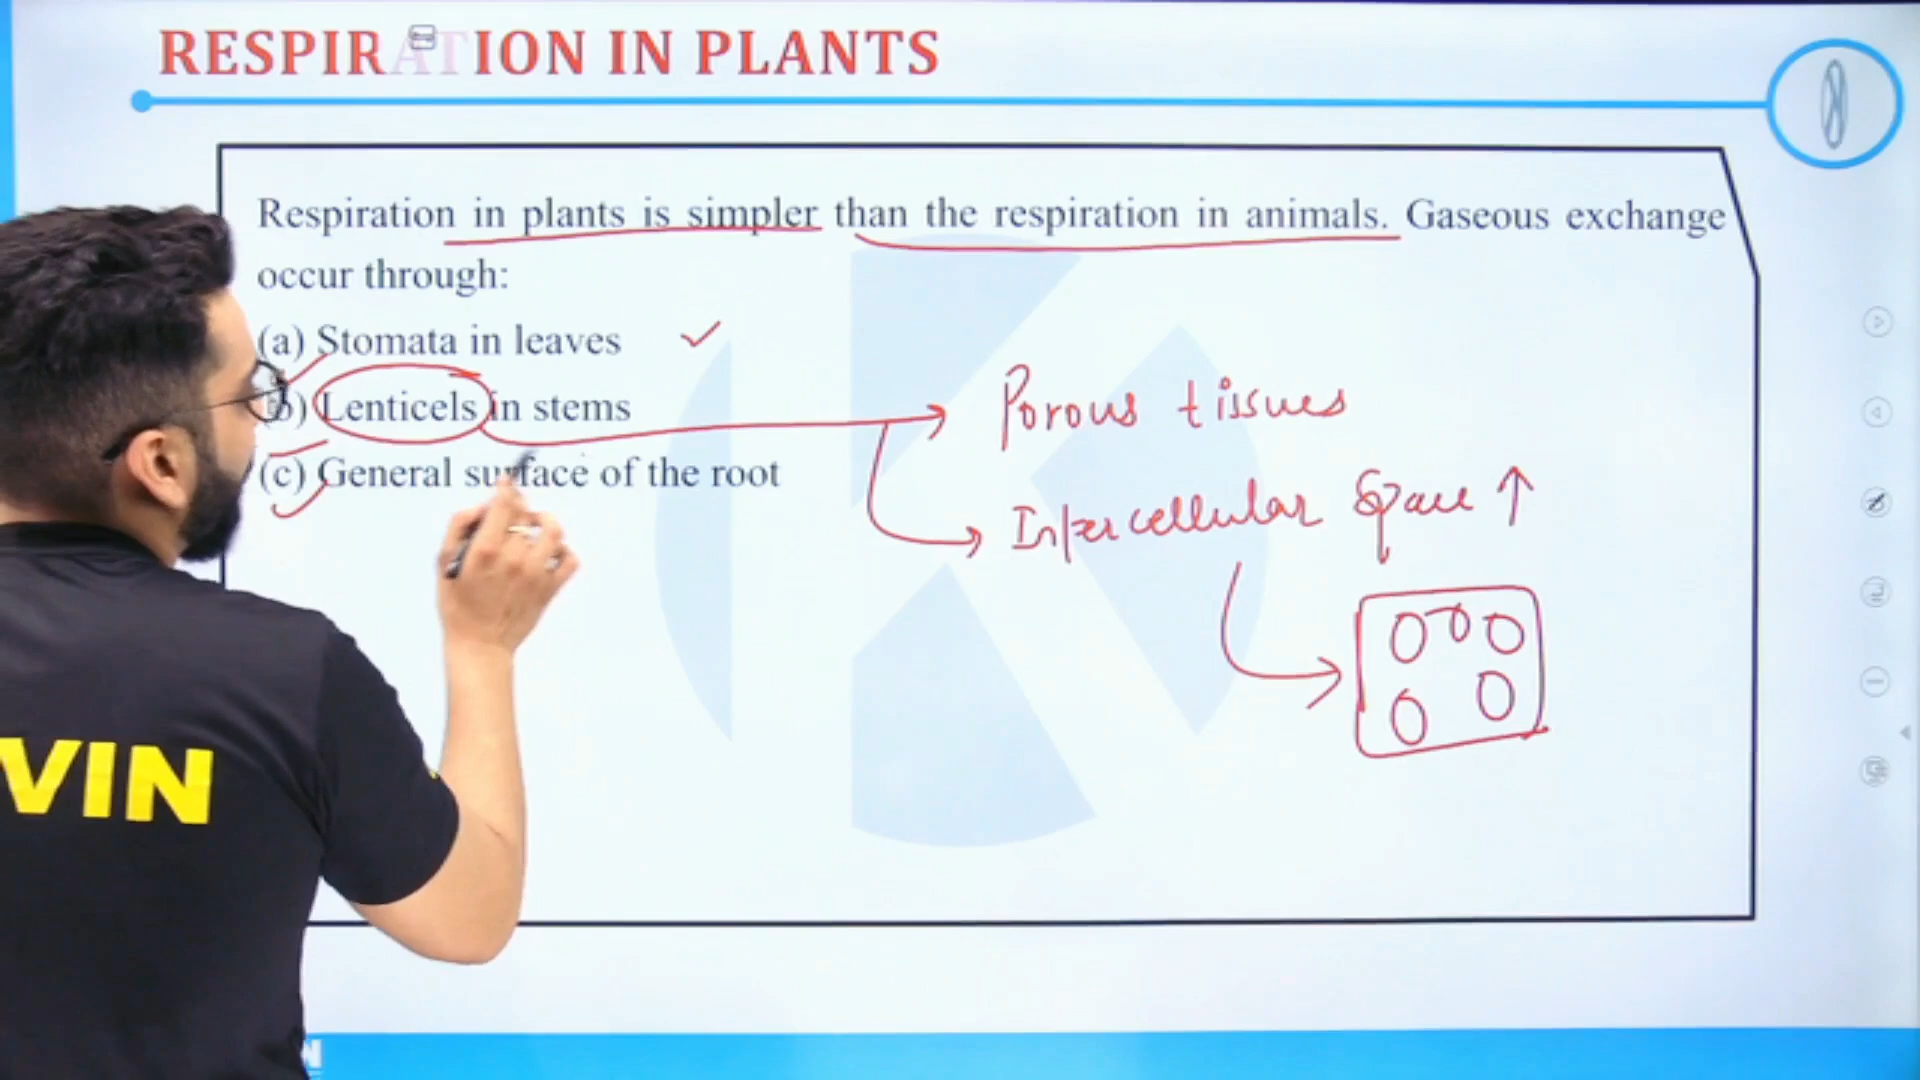 RESPIRATION IN PLANTS
Respiration in plants is simpler than the respiration in animals. Gaseous exchange
occur through:
(a) Stomata in leaves
(b) Lenticels in stems
(c) General surface of the root
Porous tissues
Intercellular Space ↑
VIN
N